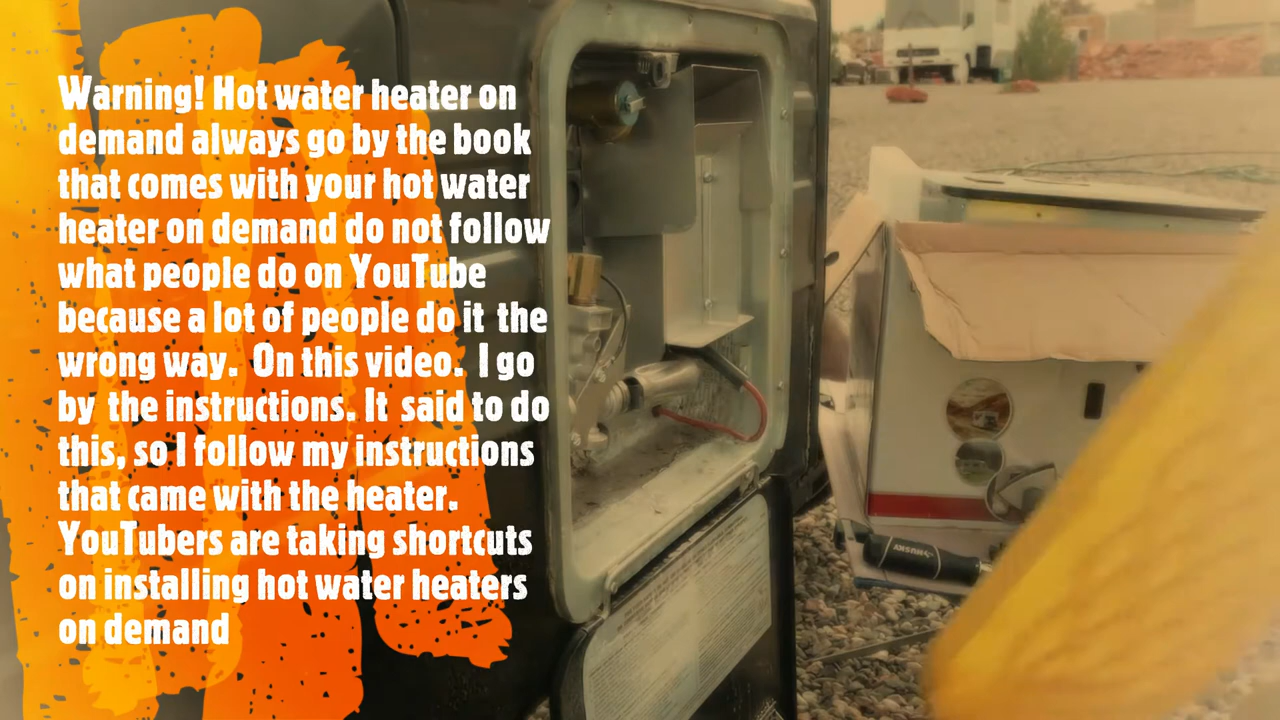 Warning! Hot water heater on
demand always go by the book
that comes with your hot water
heater on demand do not follow
what people do on YouTube
because a lot of people do it the
wrong way. On this video. I go
by the instructions. It said to do
this, so I follow my instructions
that came with the heater.
YouTubers are taking shortcuts
on installing hot water heaters
on demand
HUSKY